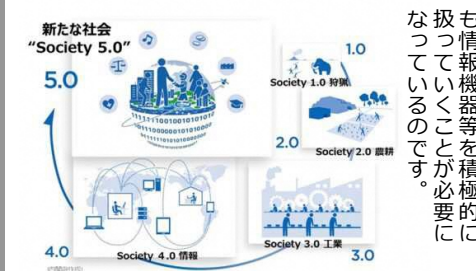 も情報機器等を積極的に
扱っていくことが必要に
なっているのです。
新たな社会
“Society 5.0”
5.0
1.0
Society 1.0 狩猟
2.0
Society 2.0 農耕
Society 3.0 工業
3.0
4.0
Society 4.0 情報